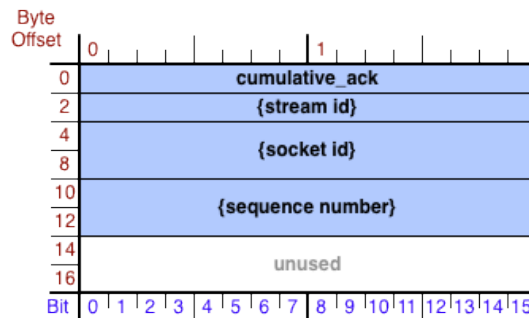 Byte
Offset
0 1
0 cumulative_ack
2 {stream id}
4
{socket id}
8
10
{sequence number}
12
14
unused
16
Bit 0 1 2 3 4 5 6 7 8 9 10 11 12 13 14 15